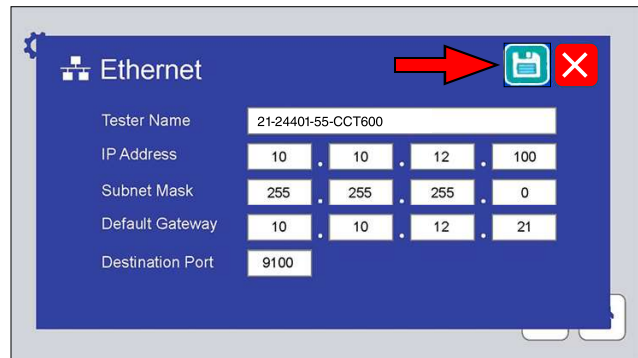 Ethernet
Tester Name 21-24401-55-CCT600
IP Address 10 . 10 . 12 . 100
Subnet Mask 255 . 255 . 255 . 0
Default Gateway 10 . 10 . 12 . 21
Destination Port 9100